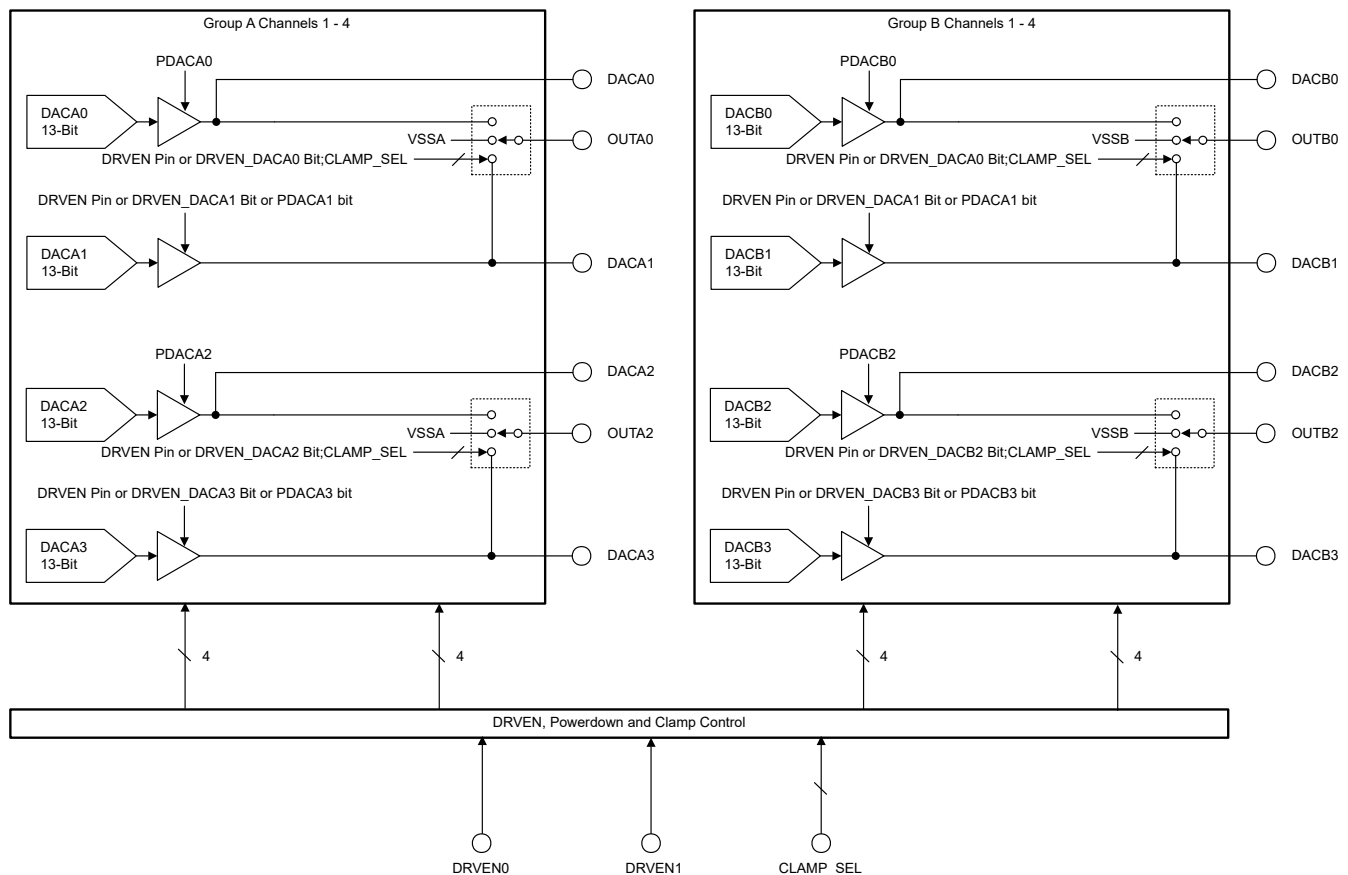 Group A Channels 1 - 4
PDACA0
DACA0
DACA0
13-Bit
VSSA
OUTA0
DRVEN Pin or DRVEN_DACA0 Bit;CLAMP_SEL
DRVEN Pin or DRVEN_DACA1 Bit or PDACA1 bit
DACA1
13-Bit
DACA1
PDACA2
DACA2
DACA2
13-Bit
VSSA
OUTA2
DRVEN Pin or DRVEN_DACA2 Bit;CLAMP_SEL
DRVEN Pin or DRVEN_DACA3 Bit or PDACA3 bit
DACA3
13-Bit
DACA3
Group B Channels 1 - 4
PDACB0
DACB0
DACB0
13-Bit
VSSB
OUTB0
DRVEN Pin or DRVEN_DACA0 Bit;CLAMP_SEL
DRVEN Pin or DRVEN_DACA1 Bit or PDACA1 bit
DACB1
13-Bit
DACB1
PDACB2
DACB2
DACB2
13-Bit
VSSB
OUTB2
DRVEN Pin or DRVEN_DACB2 Bit;CLAMP_SEL
DRVEN Pin or DRVEN_DACB3 Bit or PDACB3 bit
DACB3
13-Bit
DACB3
4
4
4
4
DRVEN, Powerdown and Clamp Control
DRVEN0
DRVEN1
CLAMP_SEL